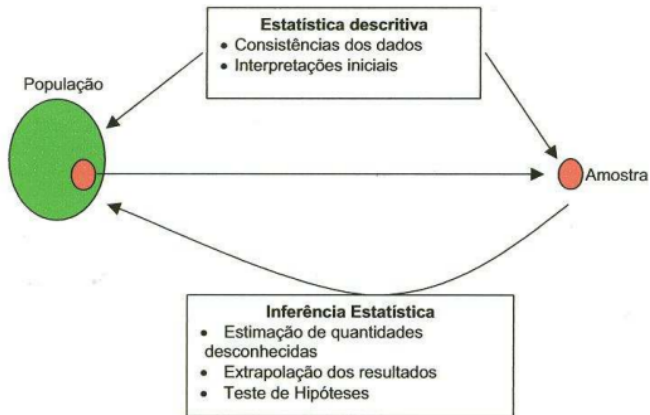 Estatística descritiva
• Consistências dos dados
• Interpretações iniciais
População
Amostra
Inferência Estatística
• Estimação de quantidades
desconhecidas
• Extrapolação dos resultados
• Teste de Hipóteses